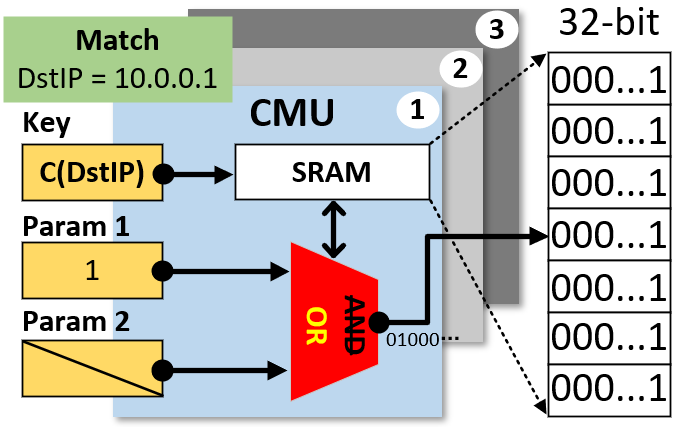 Match
DstIP = 10.0.0.1
3
2
1
32-bit
CMU
Key
C(DstIP)
SRAM
Param 1
1
Param 2
OR
AND
01000...
000...1
000...1
000...1
000...1
000...1
000...1
000...1